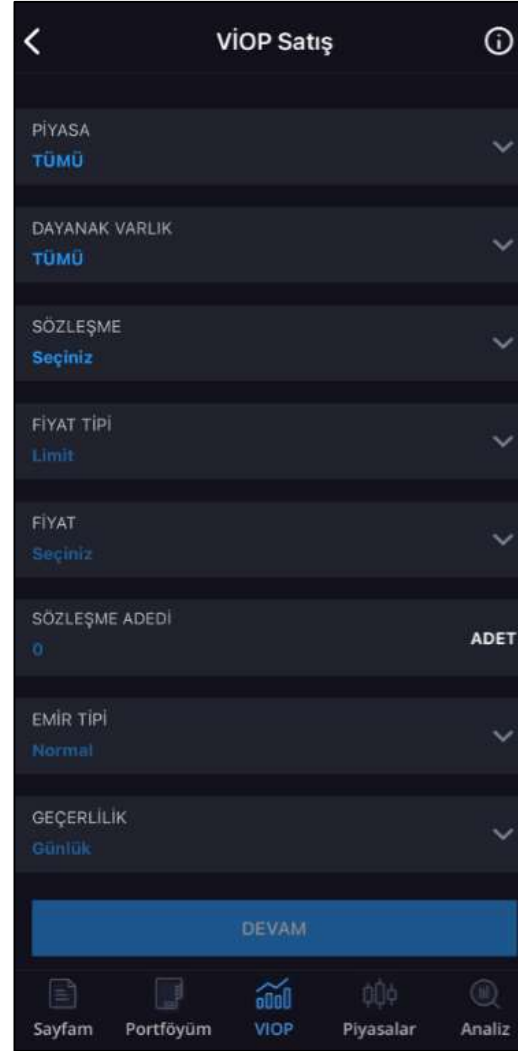 VİOP Satış
PİYASA
TÜMÜ
DAYANAK VARLIK
TÜMÜ
SÖZLEŞME
Seçiniz
FİYAT TİPİ
Limit
FİYAT
Seçiniz
SÖZLEŞME ADEDİ
0
ADET
EMİR TİPİ
Normal
GEÇERLİLİK
Günlük
DEVAM
Sayfam Portföyüm VIOP Piyasalar Analiz